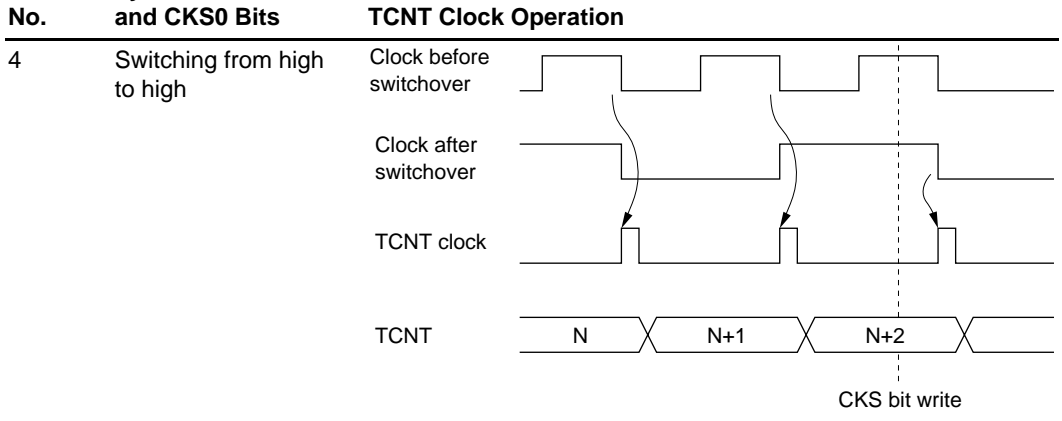 No. and CKS0 Bits TCNT Clock Operation
4 Switching from high Clock before
to high switchover
Clock after
switchover
TCNT clock
TCNT N N+1 N+2
CKS bit write